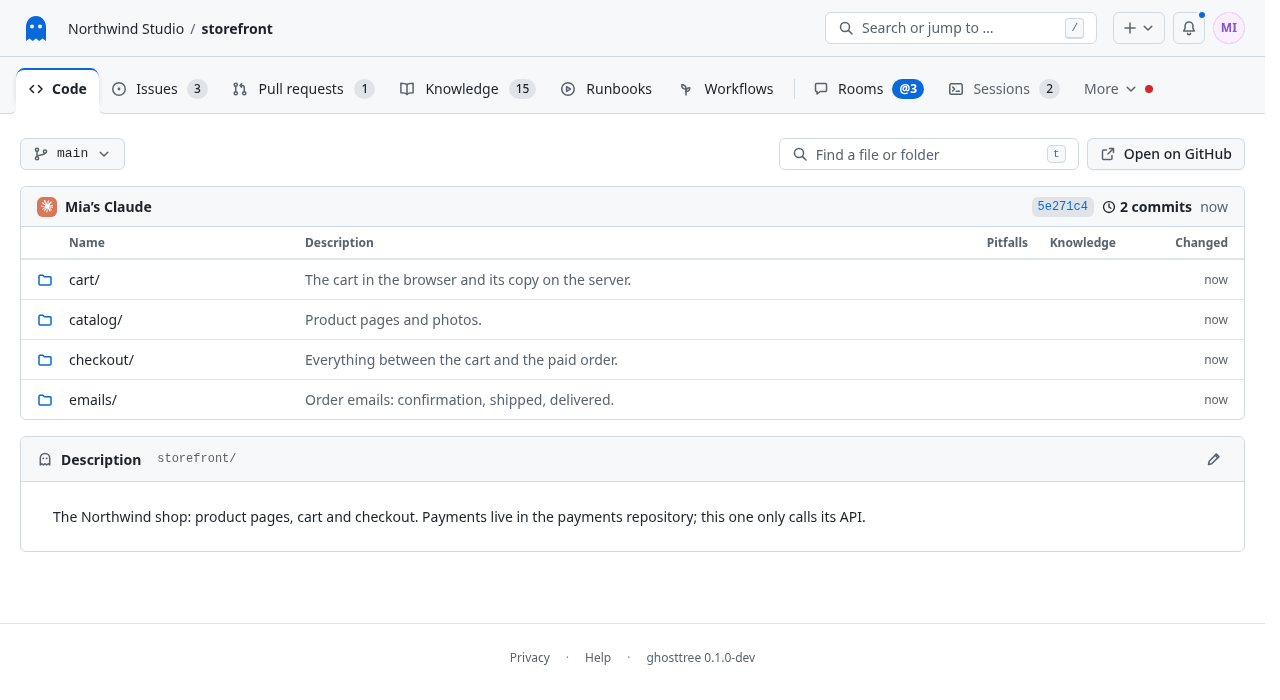 Northwind Studio / storefront
Search or jump to ... /
MI
Code
Issues 3
Pull requests 1
Knowledge 15
Runbooks
Workflows
Rooms @3
Sessions 2
More
main
Find a file or folder t
Open on GitHub
Mia’s Claude
5e271c4 2 commits now
Name Description Pitfalls Knowledge Changed
cart/ The cart in the browser and its copy on the server. now
catalog/ Product pages and photos. now
checkout/ Everything between the cart and the paid order. now
emails/ Order emails: confirmation, shipped, delivered. now
Description storefront/
The Northwind shop: product pages, cart and checkout. Payments live in the payments repository; this one only calls its API.
Privacy · Help · ghosttree 0.1.0-dev